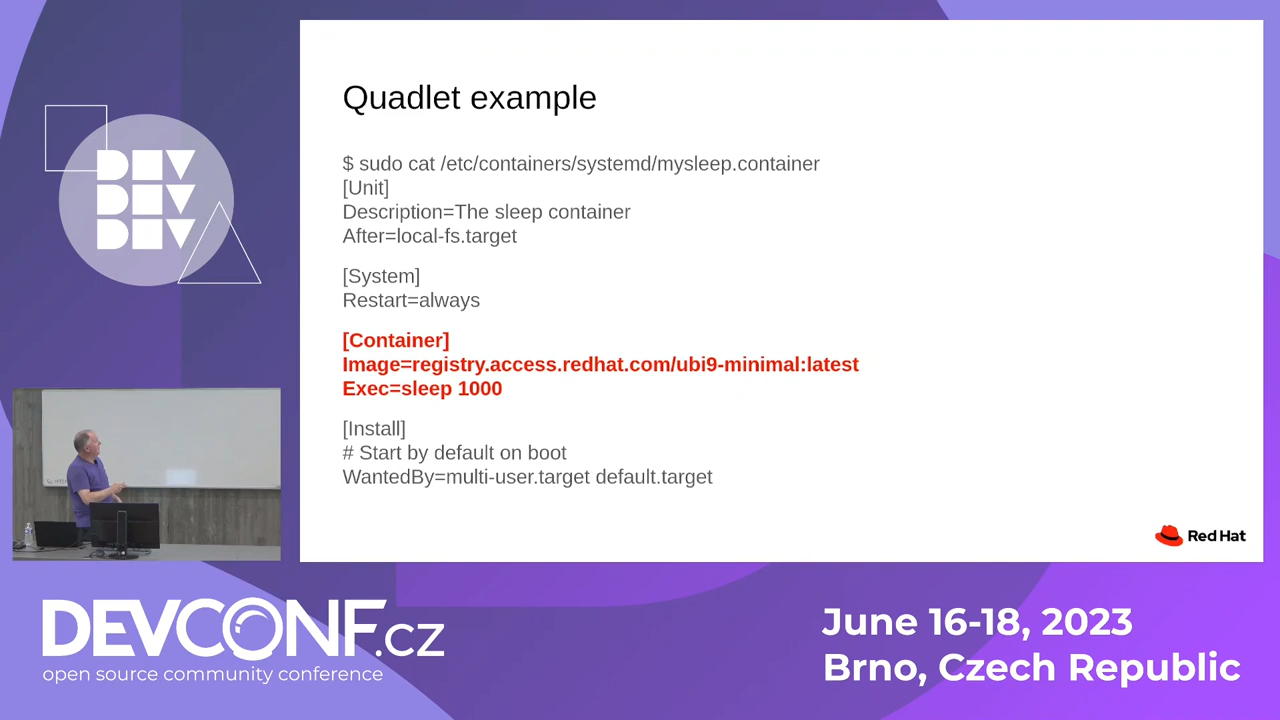 Quadlet example
$ sudo cat /etc/containers/systemd/mysleep.container
[Unit]
Description=The sleep container
After=local-fs.target
[System]
Restart=always
[Container]
Image=registry.access.redhat.com/ubi9-minimal:latest
Exec=sleep 1000
[Install]
# Start by default on boot
WantedBy=multi-user.target default.target
Red Hat
DEV
DEV
DEV
DEVCONF.cz
open source community conference
June 16-18, 2023
Brno, Czech Republic